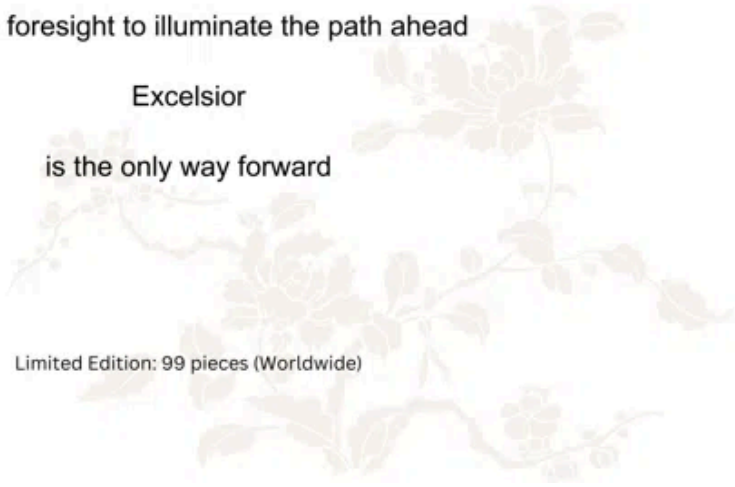 foresight to illuminate the path ahead
Excelsior
is the only way forward
Limited Edition: 99 pieces (Worldwide)